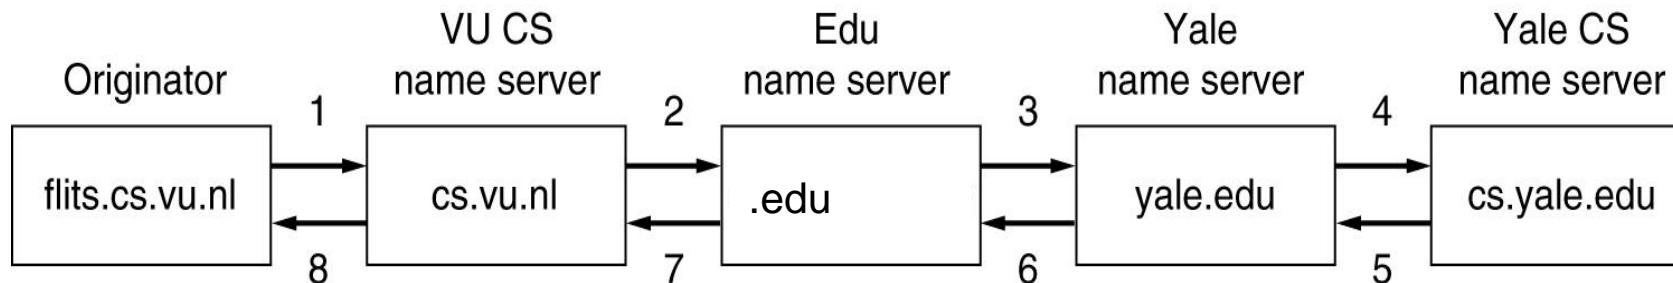 VU CS
Edu
Yale
Yale CS
Originator
name server
name server
name server
name server
1
2
3
4
flits.cs.vu.nl
cs.vu.nl
.edu
yale.edu
cs.yale.edu
8
7
6
5